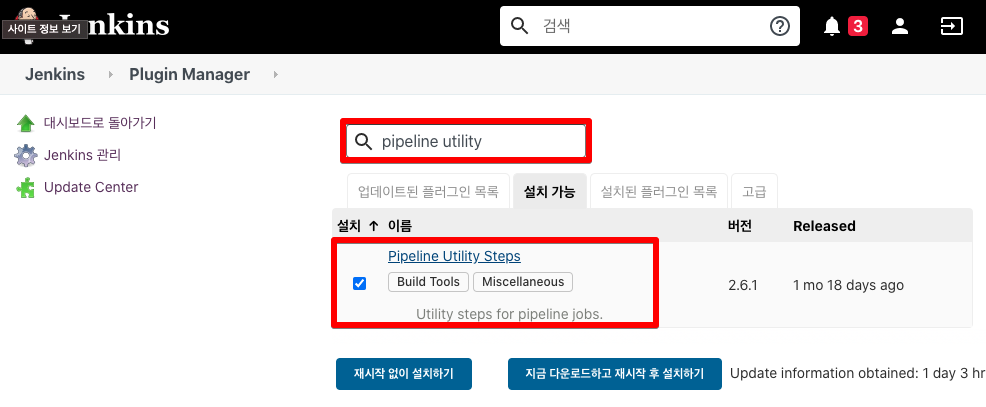 Jenkins
사이트 정보 보기
검색
3
Jenkins
Plugin Manager
대시보드로 돌아가기
Jenkins 관리
Update Center
pipeline utility
업데이트된 플러그인 목록
설치 가능
설치된 플러그인 목록
고급
설치 ↑ 이름 버전 Released
Pipeline Utility Steps
Build Tools Miscellaneous
2.6.1 1 mo 18 days ago
Utility steps for pipeline jobs.
재시작 없이 설치하기
지금 다운로드하고 재시작 후 설치하기
Update information obtained: 1 day 3 hr